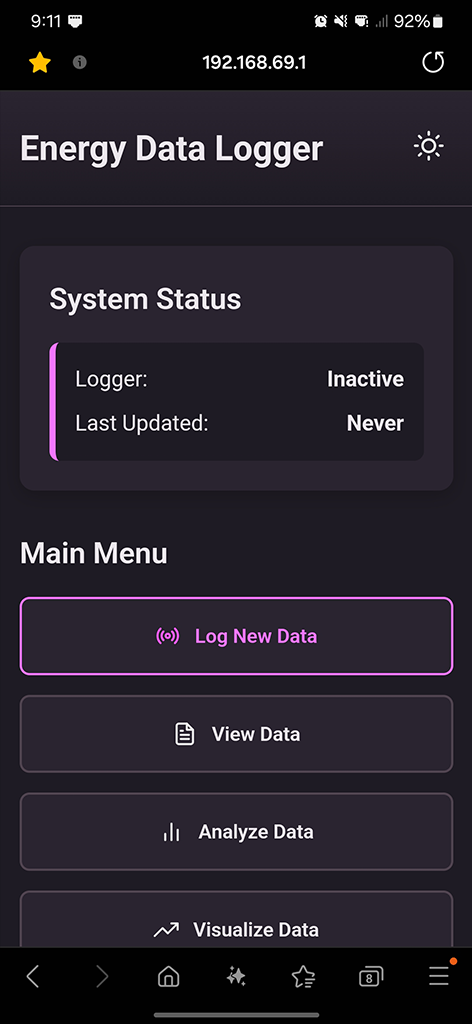 9:11 92%
192.168.69.1
Energy Data Logger
System Status
Logger: Inactive
Last Updated: Never
Main Menu
Log New Data
View Data
Analyze Data
Visualize Data
8